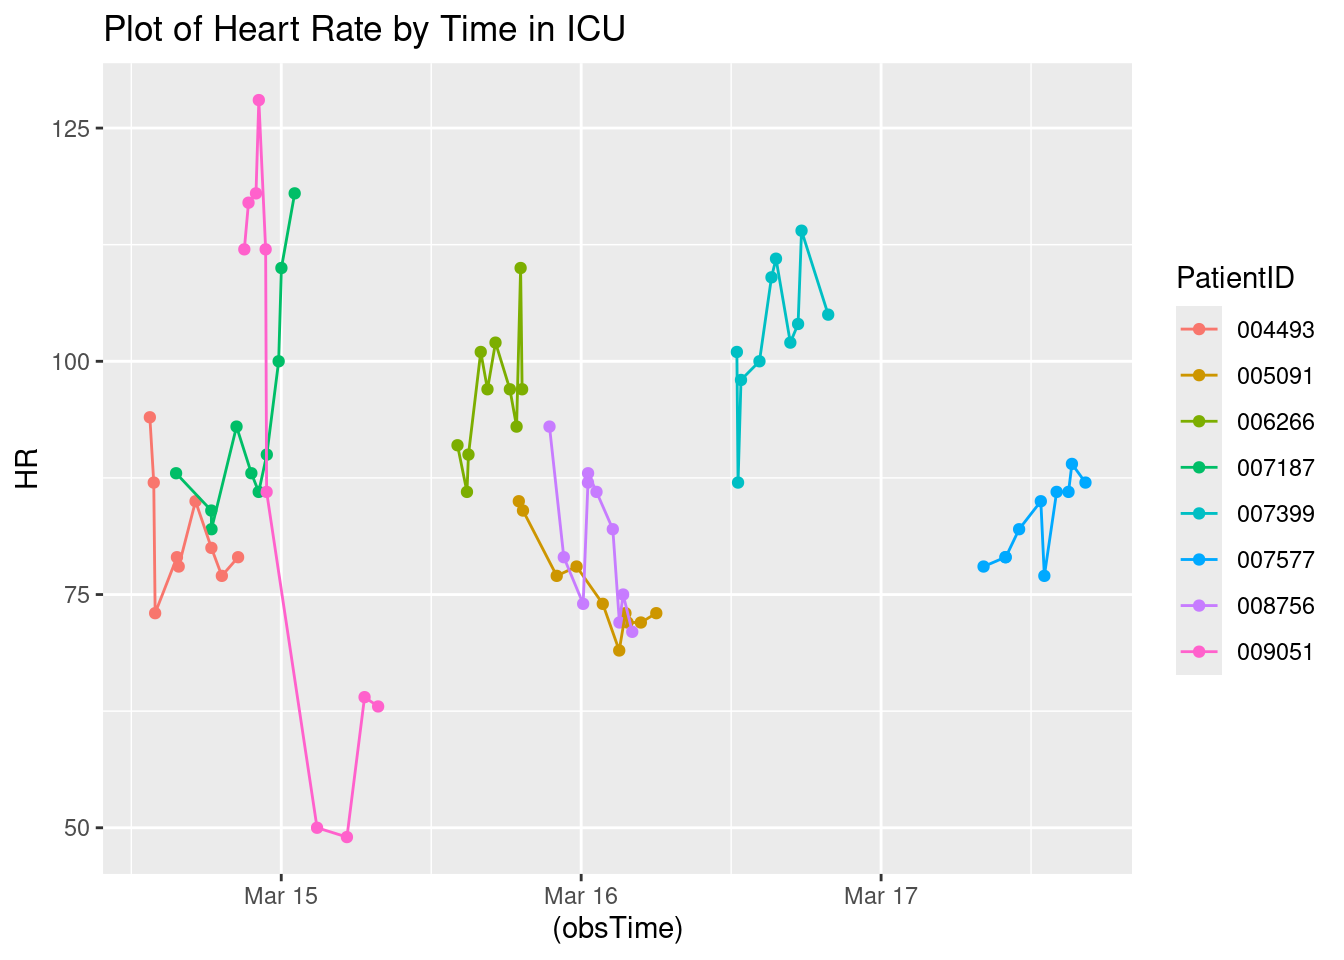 Plot of Heart Rate by Time in ICU
125
100
75
50
HR
Mar 15
Mar 16
Mar 17
(obsTime)
PatientID
004493
005091
006266
007187
007399
007577
008756
009051